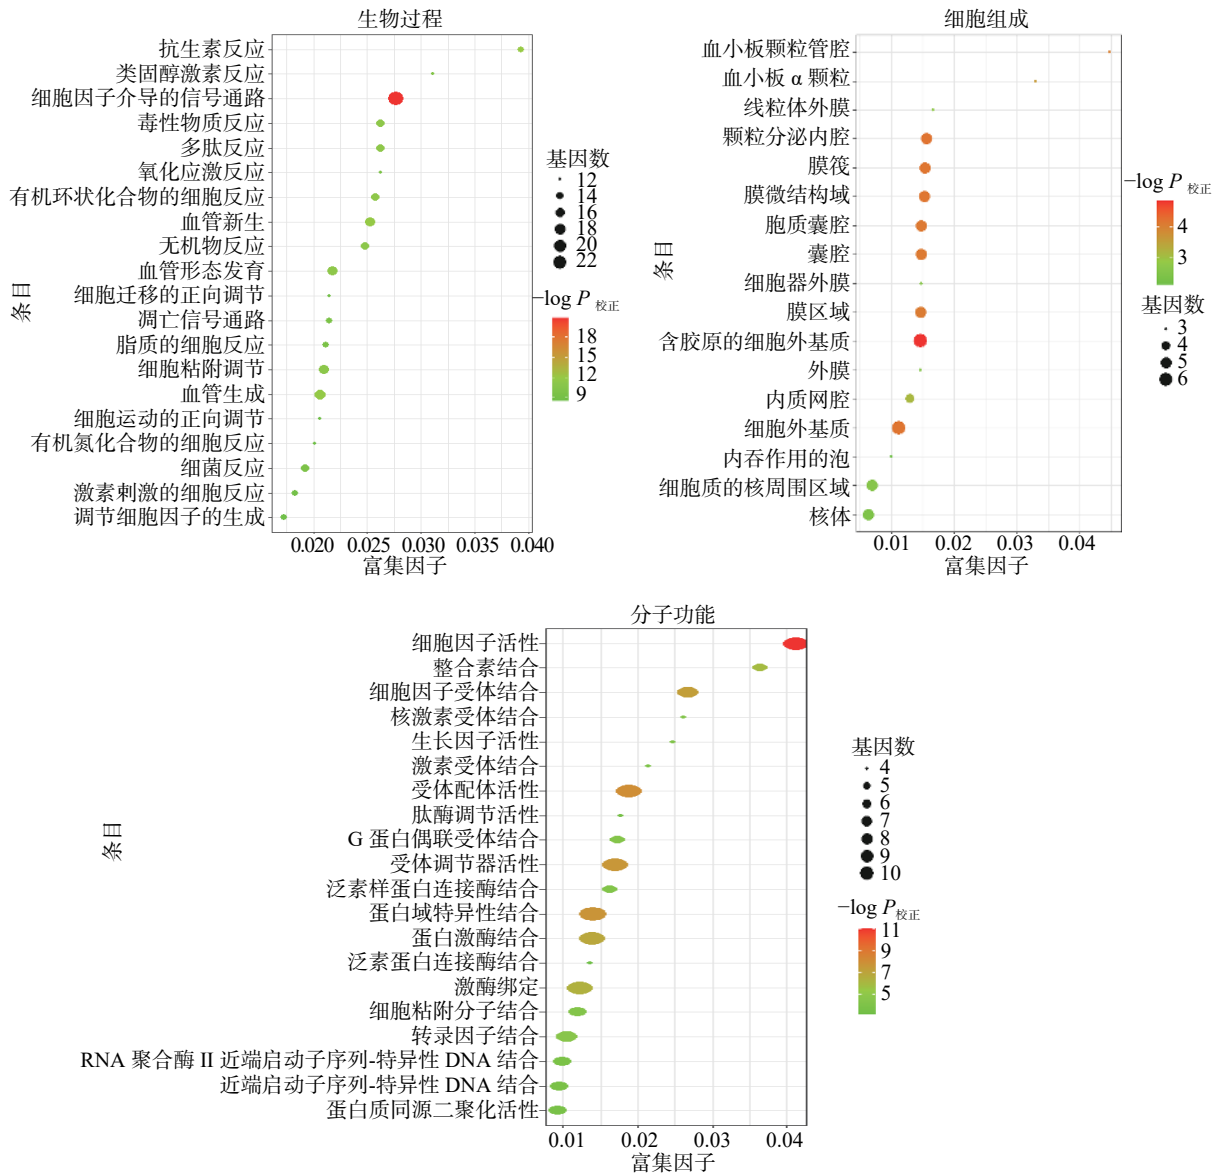 生物过程
抗生素反应
类固醇激素反应
细胞因子介导的信号通路
毒性物质反应
多肽反应
氧化应激反应
有机环状化合物的细胞反应
血管新生
无机物反应
血管形态发育
细胞迁移的正向调节
凋亡信号通路
脂质的细胞反应
细胞粘附调节
血管生成
细胞运动的正向调节
有机氮化合物的细胞反应
细菌反应
激素刺激的细胞反应
调节细胞因子的生成
条目
0.020 0.025 0.030 0.035 0.040
富集因子
基因数
12
14
16
18
20
22
−log P 校正
18
15
12
9
细胞组成
血小板颗粒管腔
血小板 α 颗粒
线粒体外膜
颗粒分泌内腔
膜筏
膜微结构域
胞质囊腔
囊腔
细胞器外膜
膜区域
含胶原的细胞外基质
外膜
内质网腔
细胞外基质
内吞作用的泡
细胞质的核周围区域
核体
条目
0.01 0.02 0.03 0.04
富集因子
−log P 校正
4
3
3
基因数
3
4
5
6
分子功能
细胞因子活性
整合素结合
细胞因子受体结合
核激素受体结合
生长因子活性
激素受体结合
受体配体活性
肽酶调节活性
G 蛋白偶联受体结合
受体调节器活性
泛素样蛋白连接酶结合
蛋白域特异性结合
蛋白激酶结合
泛素蛋白连接酶结合
激酶绑定
细胞粘附分子结合
转录因子结合
RNA 聚合酶 II 近端启动子序列-特异性 DNA 结合
近端启动子序列-特异性 DNA 结合
蛋白质同源二聚化活性
条目
0.01 0.02 0.03 0.04
富集因子
基因数
4
5
6
7
8
9
10
−log P 校正
11
9
7
5